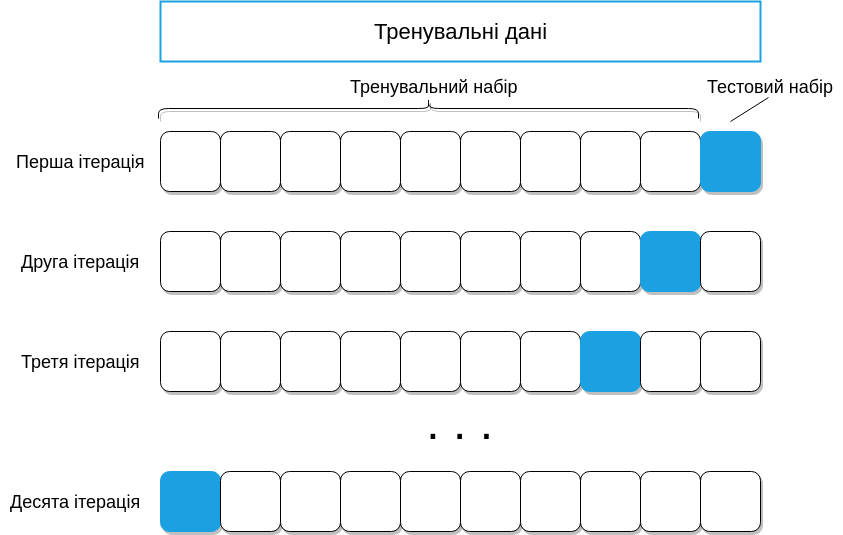 Тренувальні дані
Тренувальний набір
Тестовий набір
Перша ітерація
Друга ітерація
Третя ітерація
. . .
Десята ітерація